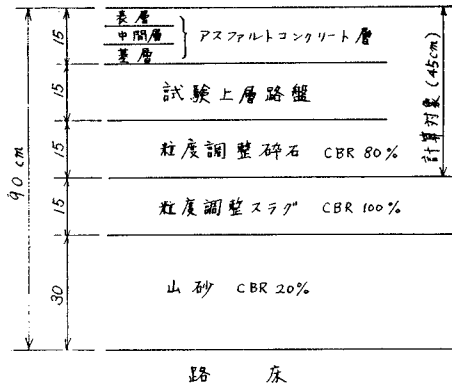 表層
中間層
基層
アスファルトコンクリート層
試験上層路盤
粒度調整砕石 CBR 80%
粒度調整スラグ CBR 100%
山砂 CBR 20%
路床
90cm
15
15
15
15
30
計算対象(45cm)